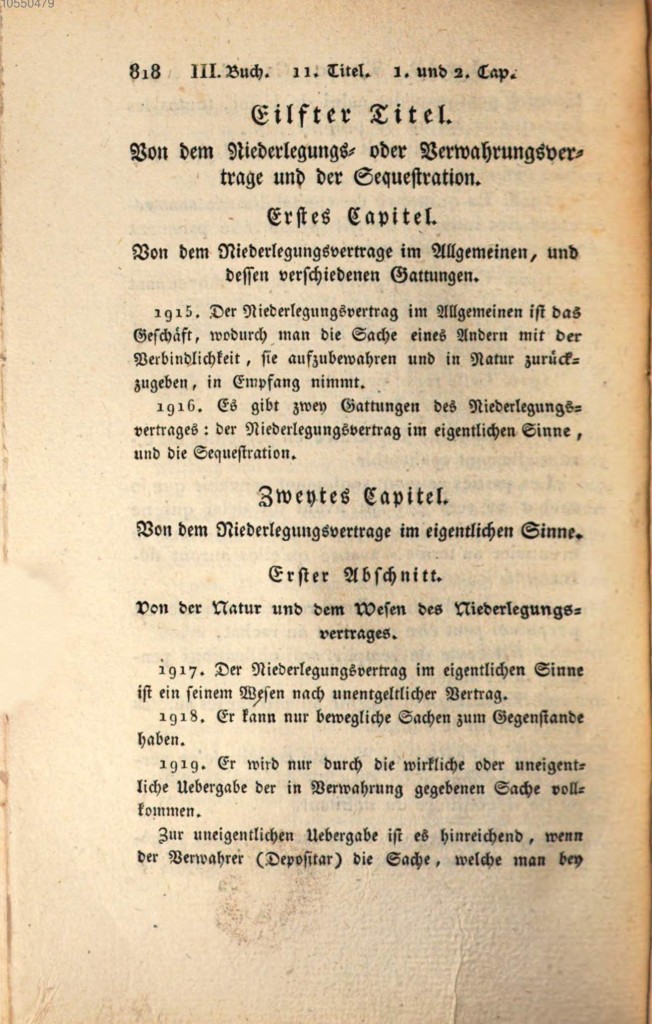 10550479
818 III. Buch. 11. Titel. 1. und 2. Cap.
Eilfter Titel.
Von dem Niederlegungs- oder Verwahrungsver-
trage und der Sequestration.
Erstes Capitel.
Von dem Niederlegungsvertrage im Allgemeinen, und
dessen verschiedenen Gattungen.
1915. Der Niederlegungsvertrag im Allgemeinen ist das
Geschäft, wodurch man die Sache eines Andern mit der
Verbindlichkeit, sie aufzubewahren und in Natur zurück-
zugeben, in Empfang nimmt.
1916. Es gibt zwey Gattungen des Niederlegungs-
vertrages: der Niederlegungsvertrag im eigentlichen Sinne,
und die Sequestration.
Zweytes Capitel.
Von dem Niederlegungsvertrage im eigentlichen Sinne.
Erster Abschnitt.
Von der Natur und dem Wesen des Niederlegungs-
vertrages.
1917. Der Niederlegungsvertrag im eigentlichen Sinne
ist ein seinem Wesen nach unentgeltlicher Vertrag.
1918. Er kann nur bewegliche Sachen zum Gegenstande
haben.
1919. Er wird nur durch die wirkliche oder uneigent-
liche Uebergabe der in Verwahrung gegebenen Sache voll-
kommen.
Zur uneigentlichen Uebergabe ist es hinreichend, wenn
der Verwahrer (Depositar) die Sache, welche man bey